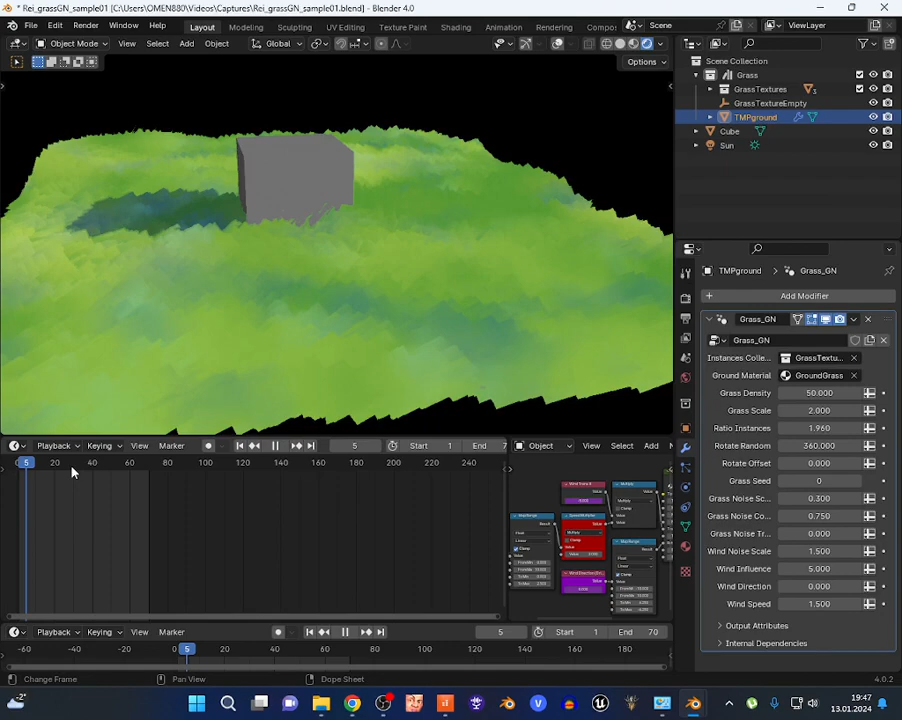 * Rei_grassGN_sample01 [C:\Users\OMEN880\Videos\Captures\Rei_grassGN_sample01.blend] - Blender 4.0
File Edit Render Window Help Layout Modeling Sculpting UV Editing Texture Paint Shading Animation Rendering Compos Scene ViewLayer
Object Mode View Select Add Object Global
Options
Scene Collection
Grass
GrassTextures 3
GrassTextureEmpty
TMPground
Cube
Sun
TMPground > Grass_GN
Add Modifier
Grass_GN
Grass_GN
Instances Colle... GrassTextu...
Ground Material GroundGrass
Grass Density 50.000
Grass Scale 2.000
Ratio Instances 1.960
Rotate Random 360.000
Rotate Offset 0.000
Grass Seed 0
Grass Noise Sc... 0.300
Grass Noise Co... 0.750
Grass Noise Tr... 0.000
Wind Noise Scale 1.500
Wind Influence 5.000
Wind Direction 0.000
Wind Speed 1.500
Output Attributes
Internal Dependencies
Playback Keying View Marker 5 Start 1 End 7
5 20 40 60 80 100 120 140 160 180 200 220 240
Object View Select Add
Playback Keying View Marker 5 Start 1 End 70
-60 -40 -20 5 20 40 60 80 100 120 140 160 180
Change Frame Pan View Dope Sheet 4.0.2
-2° 19:47
13.01.2024